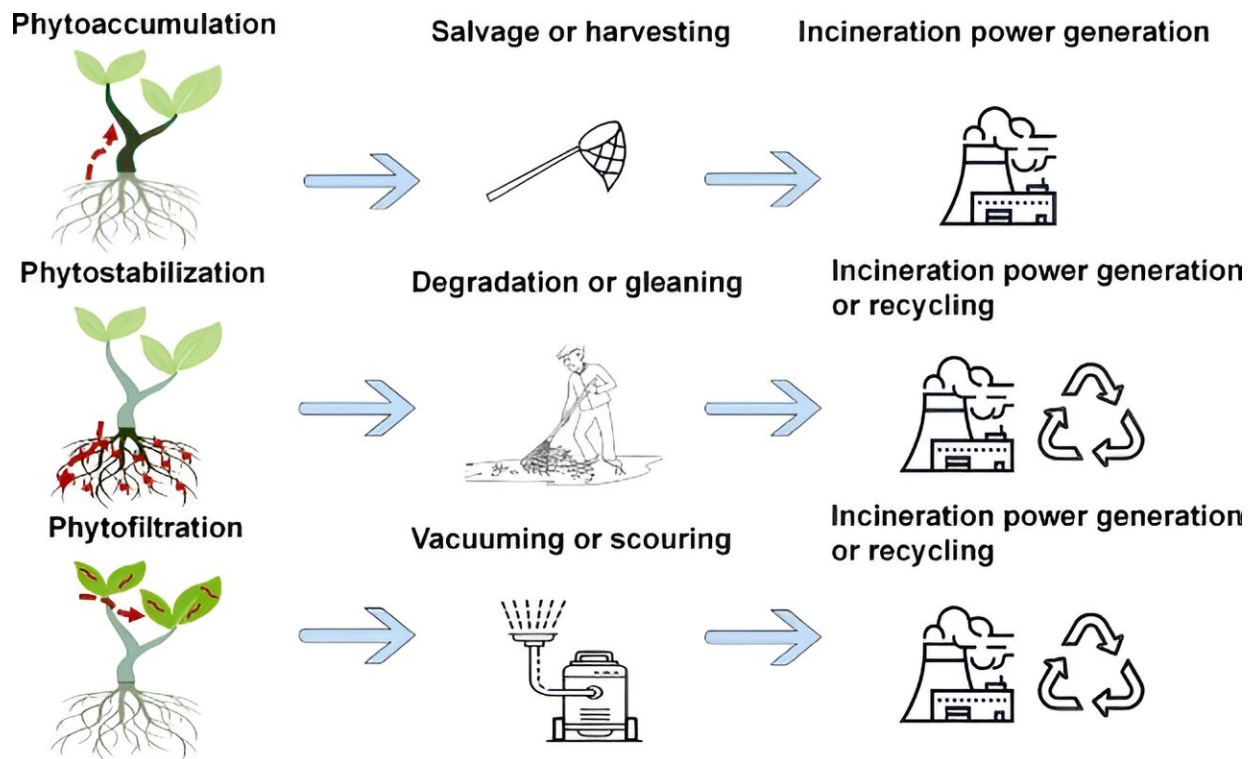 Phytoaccumulation
Salvage or harvesting
Incineration power generation
Phytostabilization
Degradation or gleaning
Incineration power generation
or recycling
Phytofiltration
Vacuuming or scouring
Incineration power generation
or recycling